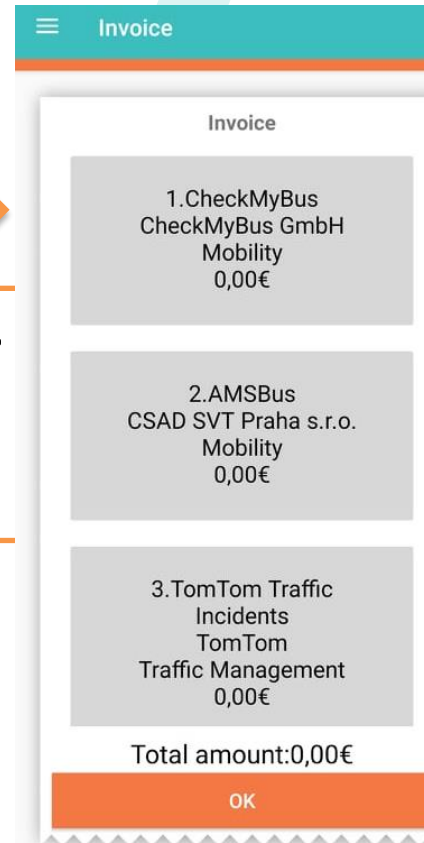 Invoice
Invoice
1.CheckMyBus
CheckMyBus GmbH
Mobility
0,00€
2.AMSBus
CSAD SVT Praha s.r.o.
Mobility
0,00€
3.TomTom Traffic
Incidents
TomTom
Traffic Management
0,00€
Total amount:0,00€
OK